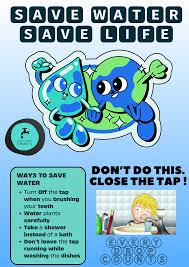 SAVE WATER
SAVE LIFE
WAYS TO SAVE
WATER
Turn Off the tap
when you brushing
your teeth
Water plants
carefully
Take a shower
instead of a bath
Don't leave the tap
running while
washing the dishes
DON'T DO THIS.
CLOSE THE TAP !
EVERY
DROP
COUNTS